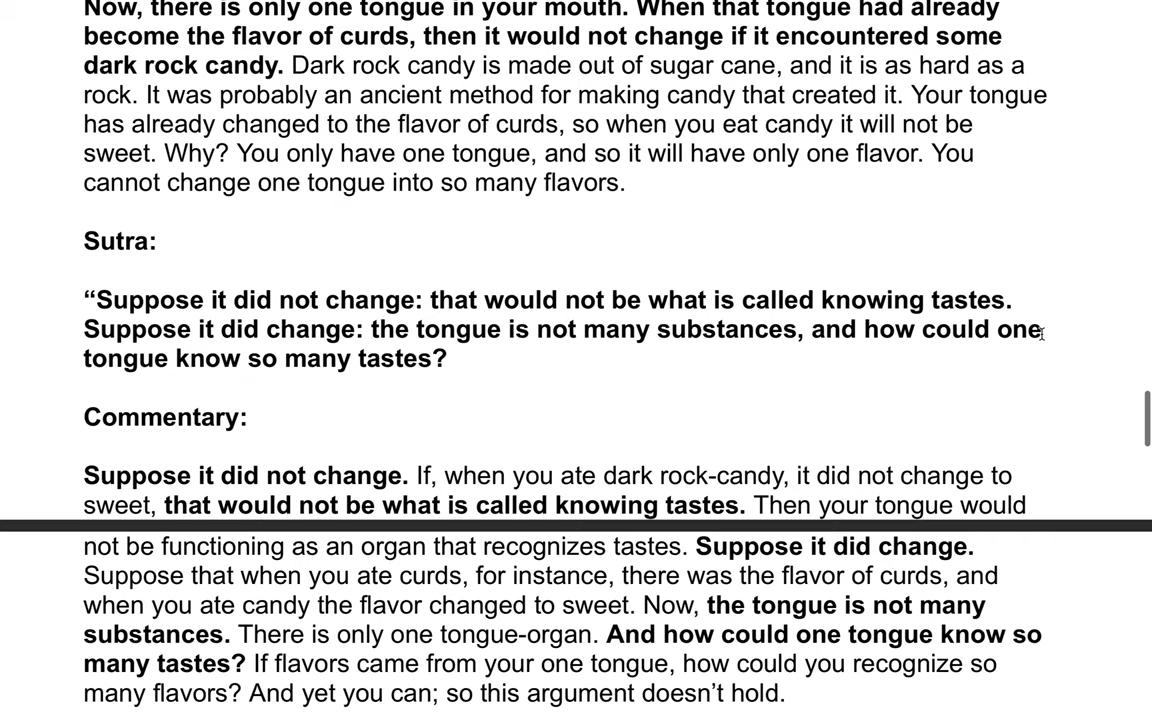 Now, there is only one tongue in your mouth. When that tongue had already
become the flavor of curds, then it would not change if it encountered some
dark rock candy. Dark rock candy is made out of sugar cane, and it is as hard as a
rock. It was probably an ancient method for making candy that created it. Your tongue
has already changed to the flavor of curds, so when you eat candy it will not be
sweet. Why? You only have one tongue, and so it will have only one flavor. You
cannot change one tongue into so many flavors.
Sutra:
“Suppose it did not change: that would not be what is called knowing tastes.
Suppose it did change: the tongue is not many substances, and how could one
tongue know so many tastes?
Commentary:
Suppose it did not change. If, when you ate dark rock-candy, it did not change to
sweet, that would not be what is called knowing tastes. Then your tongue would
not be functioning as an organ that recognizes tastes. Suppose it did change.
Suppose that when you ate curds, for instance, there was the flavor of curds, and
when you ate candy the flavor changed to sweet. Now, the tongue is not many
substances. There is only one tongue-organ. And how could one tongue know so
many tastes? If flavors came from your one tongue, how could you recognize so
many flavors? And yet you can; so this argument doesn’t hold.